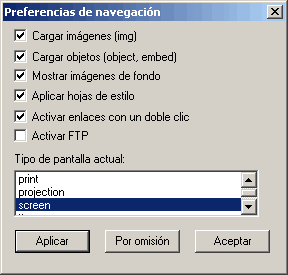 Preferencias de navegación
Cargar imágenes (img)
Cargar objetos (object, embed)
Mostrar imágenes de fondo
Aplicar hojas de estilo
Activar enlaces con un doble clic
Activar FTP
Tipo de pantalla actual:
print
projection
screen
Aplicar Por omisión Aceptar